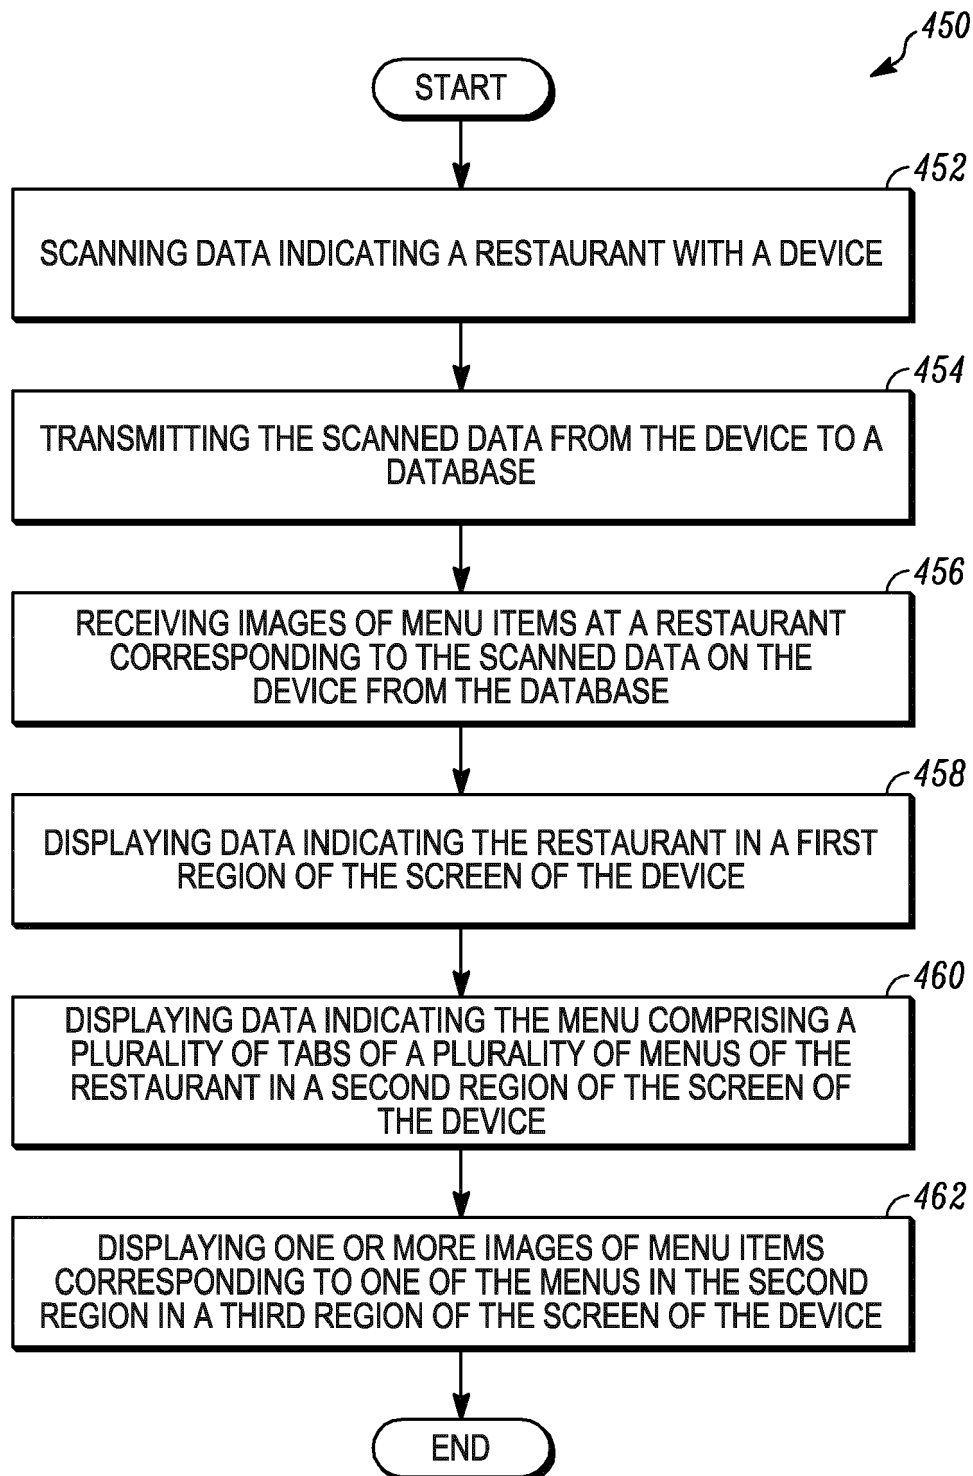 450
START
452
SCANNING DATA INDICATING A RESTAURANT WITH A DEVICE
454
TRANSMITTING THE SCANNED DATA FROM THE DEVICE TO A
DATABASE
456
RECEIVING IMAGES OF MENU ITEMS AT A RESTAURANT
CORRESPONDING TO THE SCANNED DATA ON THE
DEVICE FROM THE DATABASE
458
DISPLAYING DATA INDICATING THE RESTAURANT IN A FIRST
REGION OF THE SCREEN OF THE DEVICE
460
DISPLAYING DATA INDICATING THE MENU COMPRISING A
PLURALITY OF TABS OF A PLURALITY OF MENUS OF THE
RESTAURANT IN A SECOND REGION OF THE SCREEN OF
THE DEVICE
462
DISPLAYING ONE OR MORE IMAGES OF MENU ITEMS
CORRESPONDING TO ONE OF THE MENUS IN THE SECOND
REGION IN A THIRD REGION OF THE SCREEN OF THE DEVICE
END